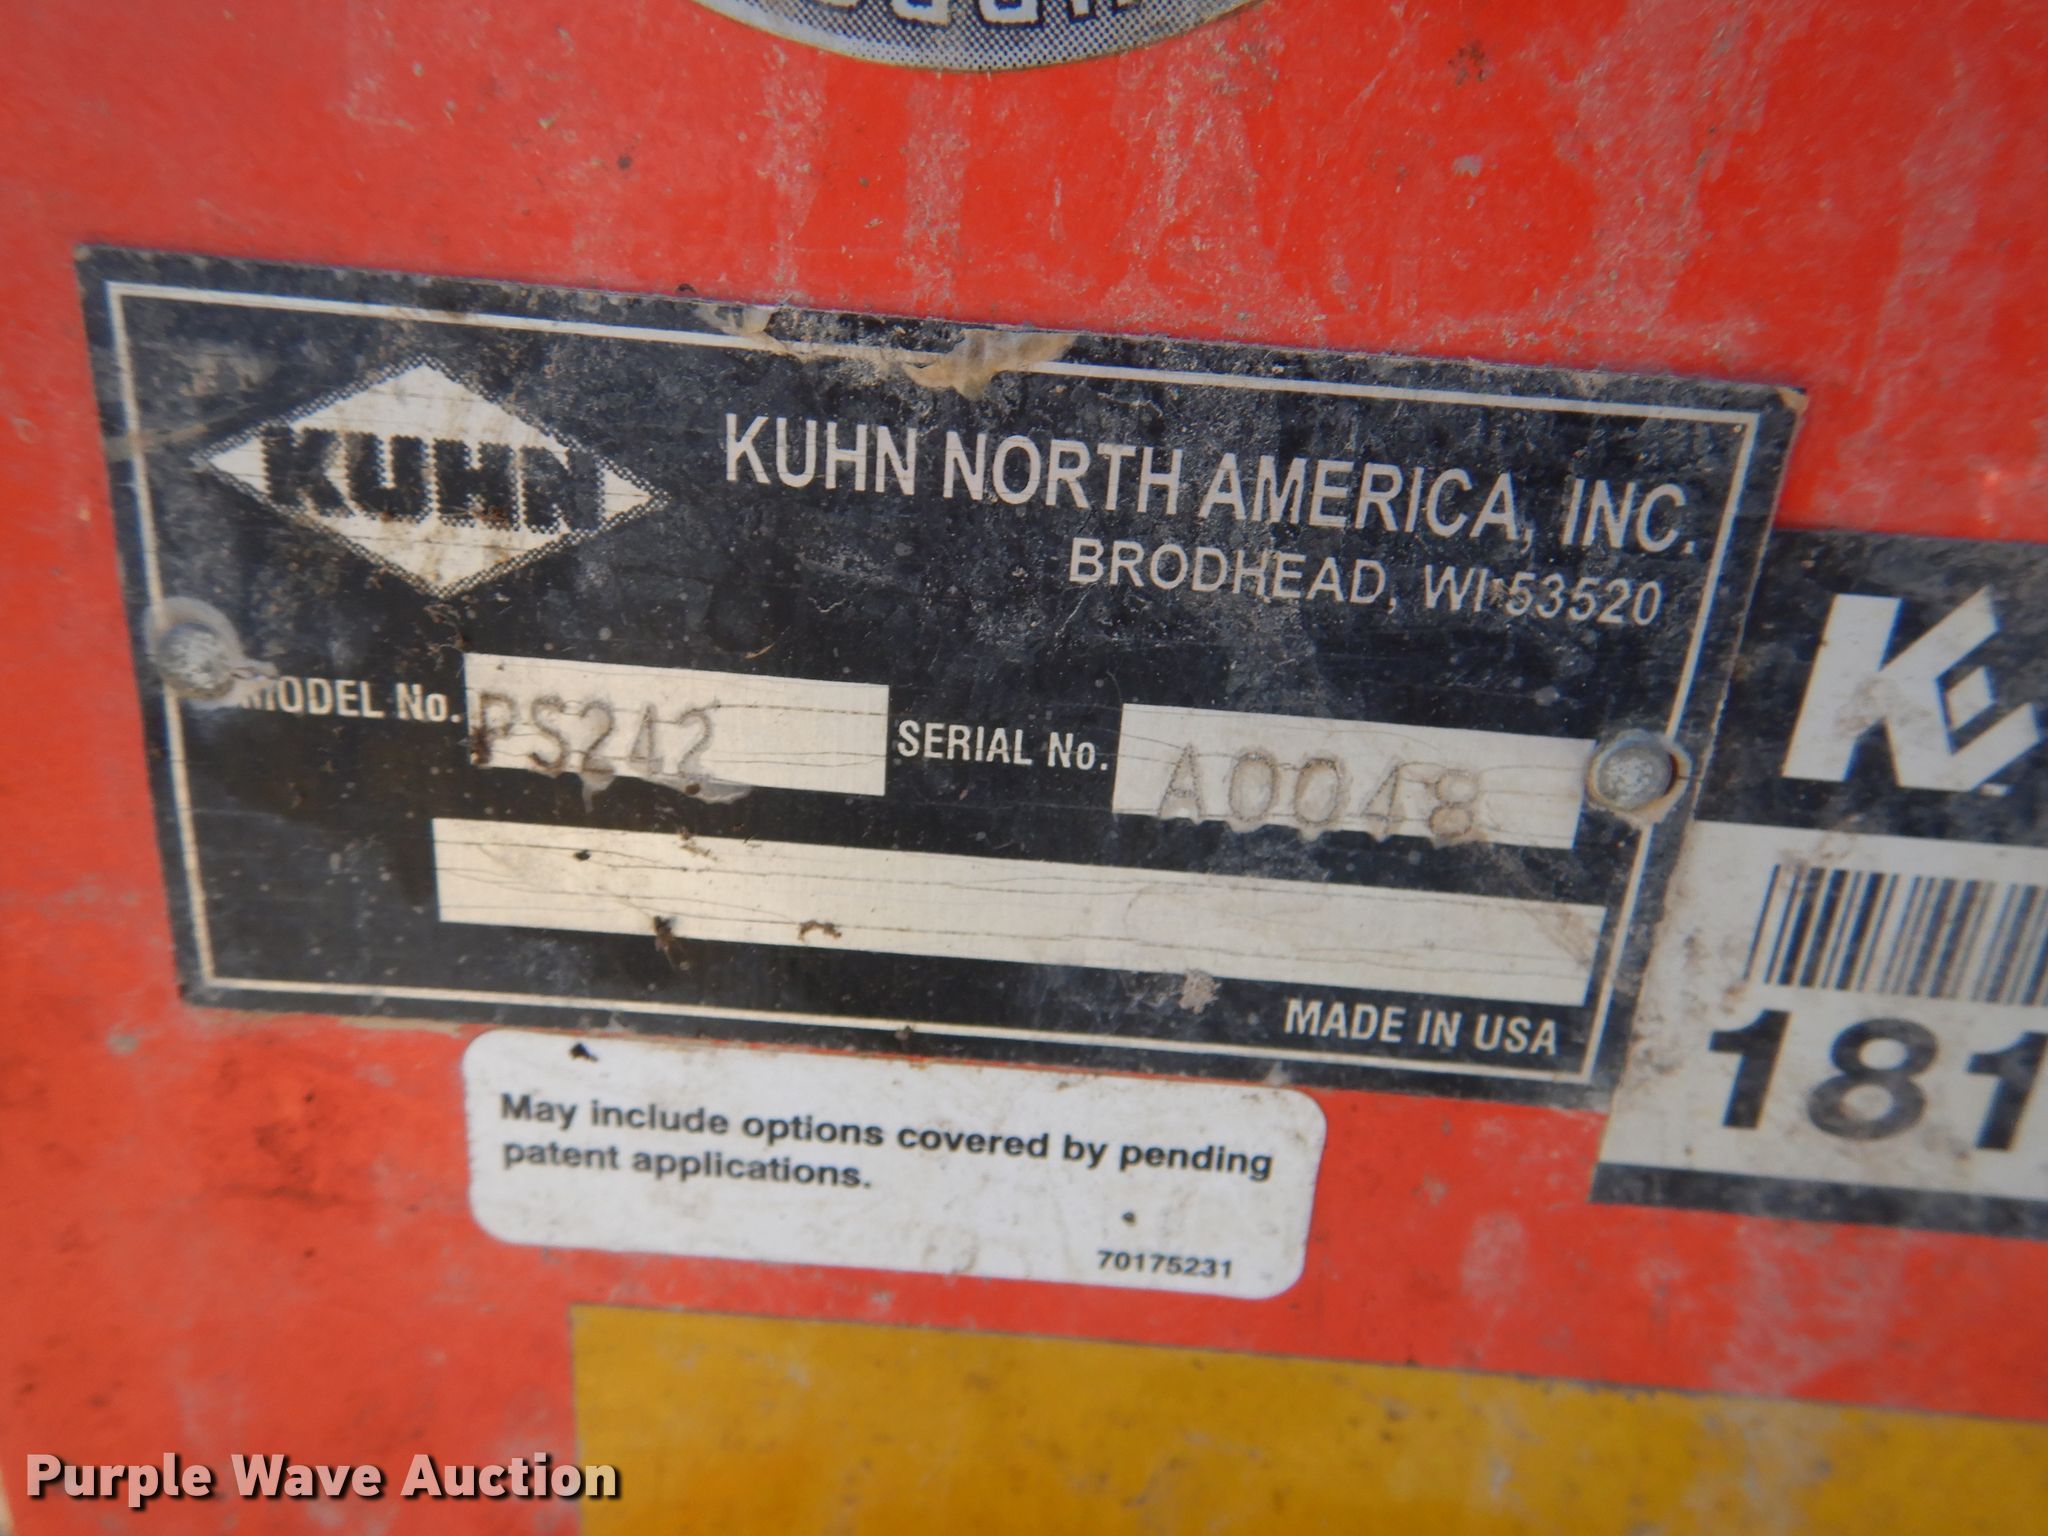 KUHN
KUHN NORTH AMERICA, INC.
BRODHEAD, WI 53520
MODEL No. PS242 SERIAL No. A0048
MADE IN USA
May include options covered by pending
patent applications.
70175231
181
Purple Wave Auction